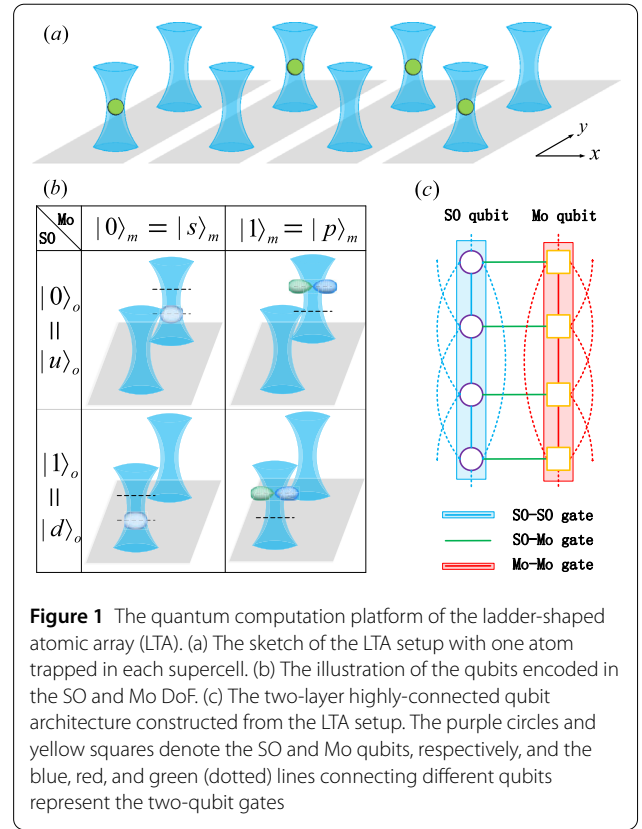 (a)
y
x
(b)
Mo
SO
|0⟩ₘ = |s⟩ₘ
|1⟩ₘ = |p⟩ₘ
|0⟩ₒ
=
|u⟩ₒ
|1⟩ₒ
=
|d⟩ₒ
(c)
SO qubit Mo qubit
SO-SO gate
SO-Mo gate
Mo-Mo gate
Figure 1 The quantum computation platform of the ladder-shaped
atomic array (LTA). (a) The sketch of the LTA setup with one atom
trapped in each supercell. (b) The illustration of the qubits encoded in
the SO and Mo DoF. (c) The two-layer highly-connected qubit
architecture constructed from the LTA setup. The purple circles and
yellow squares denote the SO and Mo qubits, respectively, and the
blue, red, and green (dotted) lines connecting different qubits
represent the two-qubit gates